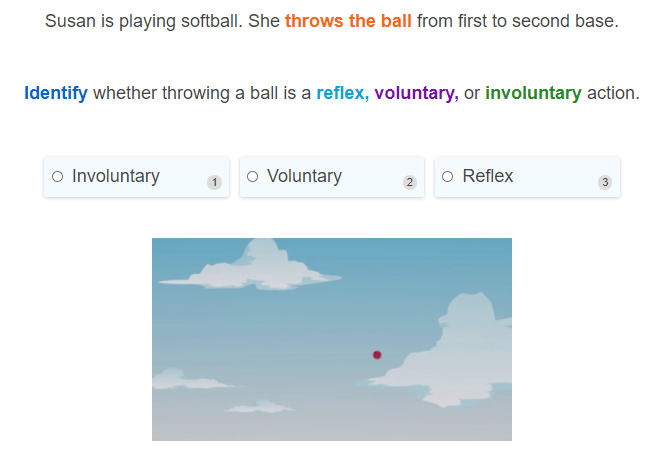 Susan is playing softball. She throws the ball from first to second base.
Identify whether throwing a ball is a reflex, voluntary, or involuntary action.
Involuntary 1 Voluntary 2 Reflex 3